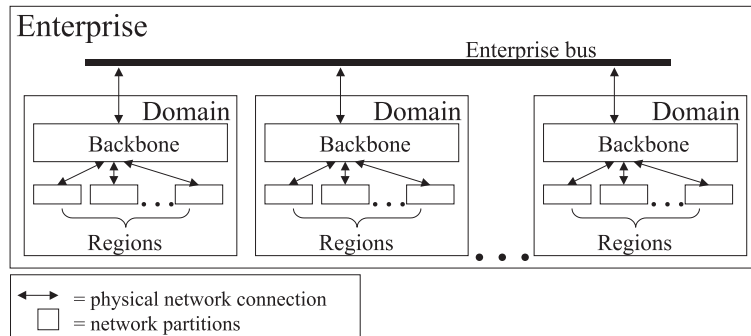 Enterprise
Enterprise bus
Domain Domain Domain
Backbone Backbone Backbone
. . . . . . . . .
Regions Regions Regions
. . .
= physical network connection
= network partitions